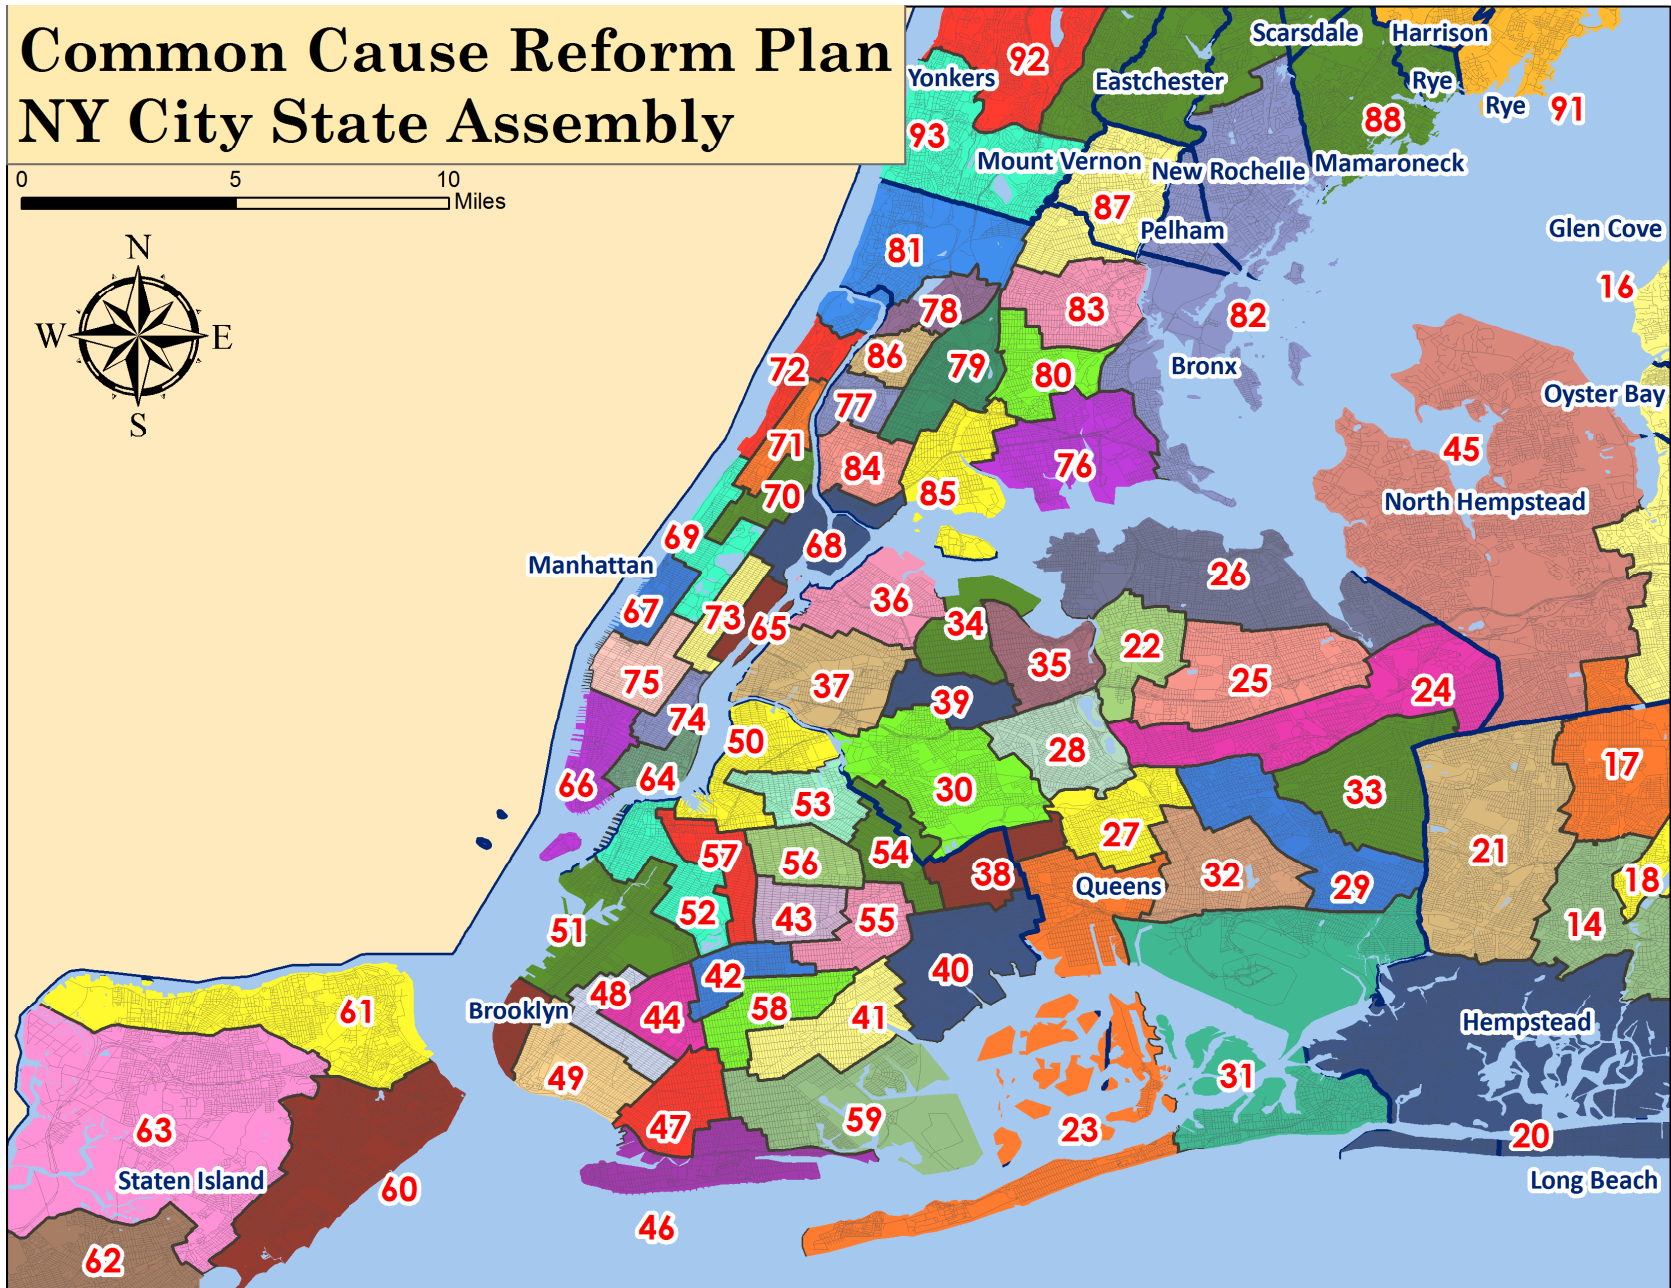 Common Cause Reform Plan
NY City State Assembly
0 5 10
Miles
N
W E
S
Scarsdale Harrison
92
Yonkers Eastchester Rye
Rye 91
93 88
Mount Vernon New Rochelle Mamaroneck
87
Pelham Glen Cove
81
16
78 83 82
72 86 79 80 Bronx
Oyster Bay
77
71 45
84 76
70 85 North Hempstead
69 68
Manhattan 26
67 73 65 36 34
22
75 37 39 35 25 24
74
50 28
66 64 30 17
53 33
27
57 56 54 21
38 Queens 32 29 18
52 43 55 14
51
42 40
48
Brooklyn 44 58 41 Hempstead
61
49 31
63 47 59 23
20
Staten Island 60 Long Beach
46
62